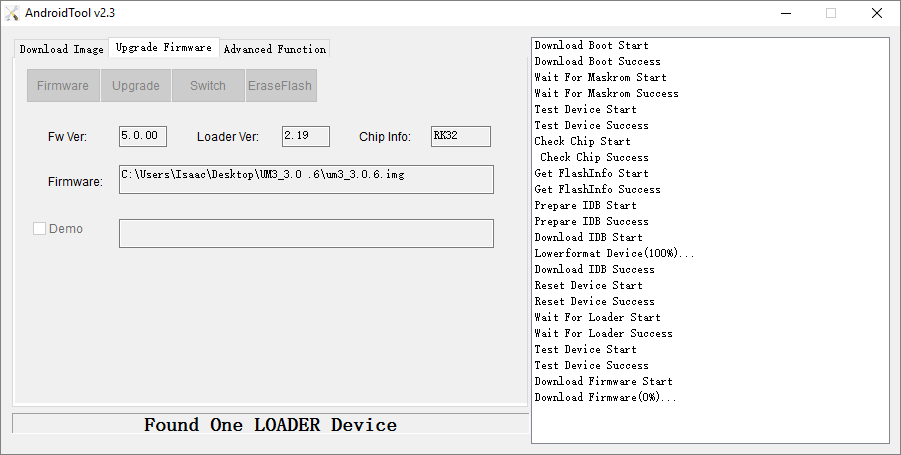 AndroidTool v2.3
Download Image Upgrade Firmware Advanced Function
Firmware Upgrade Switch EraseFlash
Fw Ver: 5.0.00 Loader Ver: 2.19 Chip Info: RK32
Firmware: C:\Users\Isaac\Desktop\UM3_3.0 .6\um3_3.0.6.img
Demo
Found One LOADER Device
Download Boot Start
Download Boot Success
Wait For Maskrom Start
Wait For Maskrom Success
Test Device Start
Test Device Success
Check Chip Start
Check Chip Success
Get FlashInfo Start
Get FlashInfo Success
Prepare IDB Start
Prepare IDB Success
Download IDB Start
Lowerformat Device(100%)...
Download IDB Success
Reset Device Start
Reset Device Success
Wait For Loader Start
Wait For Loader Success
Test Device Start
Test Device Success
Download Firmware Start
Download Firmware(0%)...